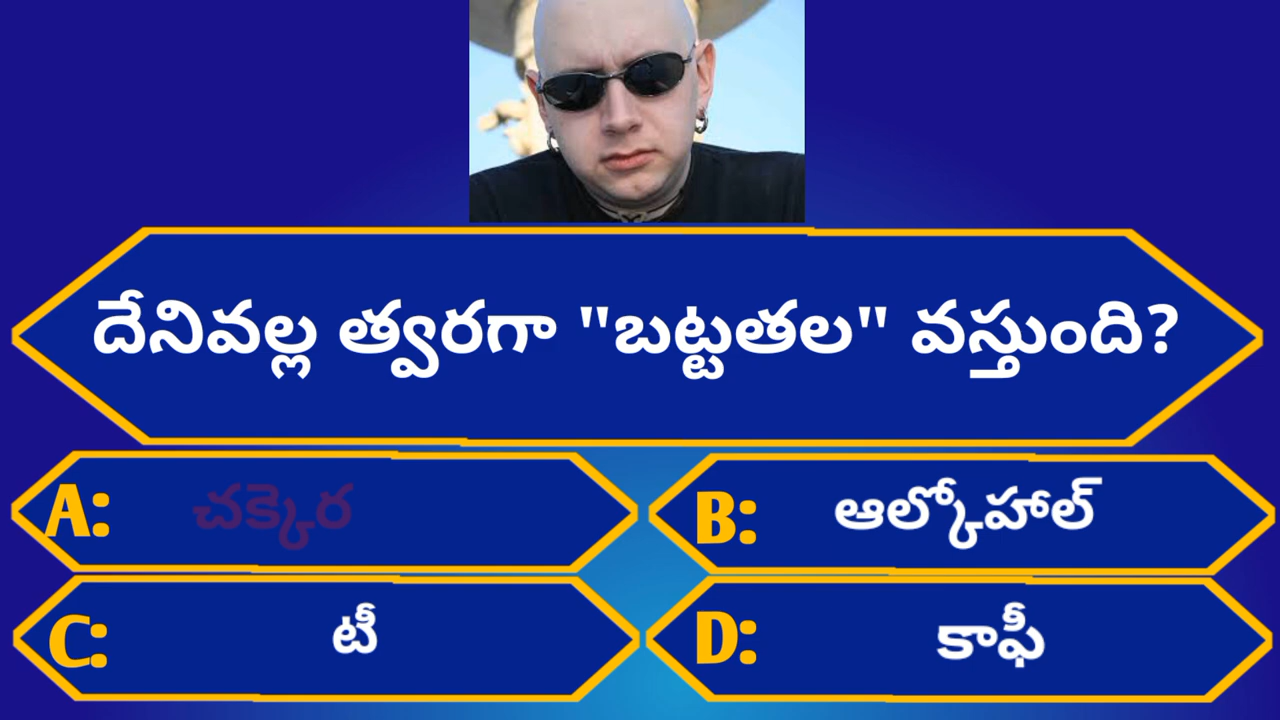 దేనివల్ల త్వరగా "బట్టతల" వస్తుంది?
A: చక్కెర
B: ఆల్కోహాల్
C: టీ
D: కాఫీ